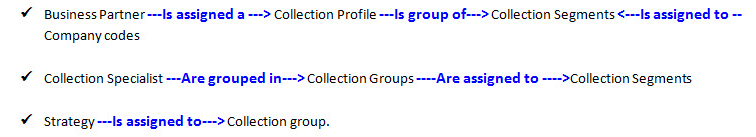 ✓ Business Partner ---Is assigned a ---> Collection Profile ---Is group of---> Collection Segments <---Is assigned to --
Company codes
✓ Collection Specialist ---Are grouped in---> Collection Groups ----Are assigned to ---->Collection Segments
✓ Strategy ---Is assigned to---> Collection group.